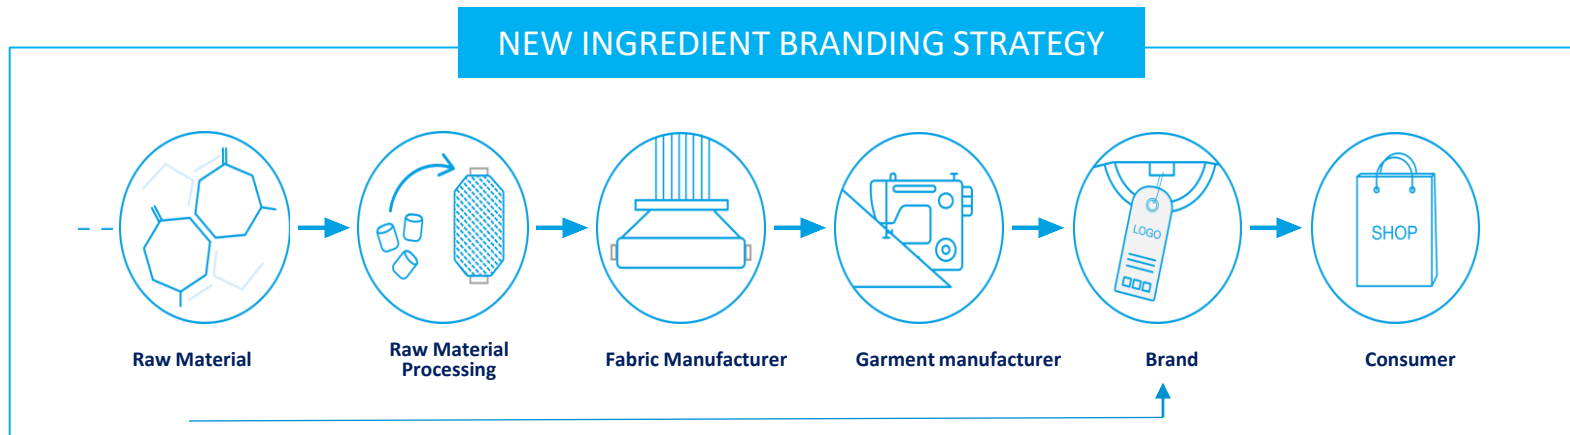 NEW INGREDIENT BRANDING STRATEGY
LOGO
SHOP
Raw Material
Raw Material
Processing
Fabric Manufacturer
Garment manufacturer
Brand
Consumer